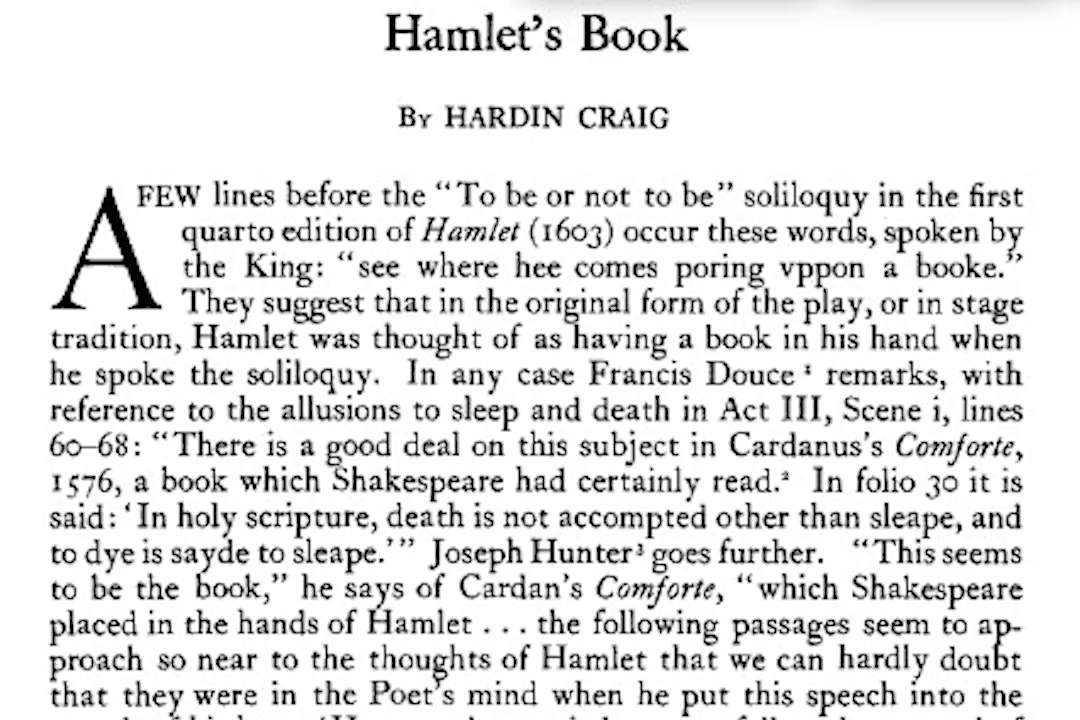 Hamlet's Book
By HARDIN CRAIG
A FEW lines before the "To be or not to be" soliloquy in the first
quarto edition of Hamlet (1603) occur these words, spoken by
the King: "see where hee comes poring vppon a booke."
They suggest that in the original form of the play, or in stage
tradition, Hamlet was thought of as having a book in his hand when
he spoke the soliloquy. In any case Francis Douce ¹ remarks, with
reference to the allusions to sleep and death in Act III, Scene i, lines
60–68: "There is a good deal on this subject in Cardanus's Comforte,
1576, a book which Shakespeare had certainly read.² In folio 30 it is
said: 'In holy scripture, death is not accompted other than sleape, and
to dye is sayde to sleape.'" Joseph Hunter³ goes further. "This seems
to be the book," he says of Cardan's Comforte, "which Shakespeare
placed in the hands of Hamlet . . . the following passages seem to ap-
proach so near to the thoughts of Hamlet that we can hardly doubt
that they were in the Poet's mind when he put this speech into the